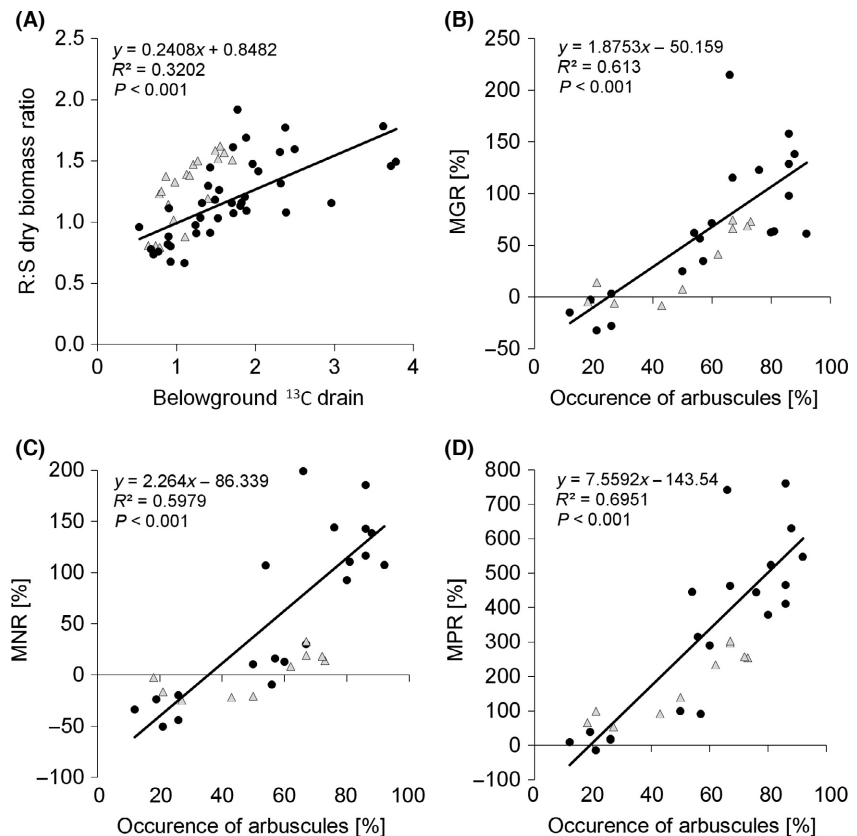 (A)
2.5
2.0
1.5
1.0
0.5
0.0
R:S dry biomass ratio
y = 0.2408x + 0.8482
R² = 0.3202
P < 0.001
0
1
2
3
4
Belowground ¹³C drain
(B)
250
200
150
100
50
0
−50
MGR [%]
y = 1.8753x − 50.159
R² = 0.613
P < 0.001
0
20
40
60
80
100
Occurence of arbuscules [%]
(C)
200
150
100
50
0
−50
−100
MNR [%]
y = 2.264x − 86.339
R² = 0.5979
P < 0.001
0
20
40
60
80
100
Occurence of arbuscules [%]
(D)
800
700
600
500
400
300
200
100
0
−100
MPR [%]
y = 7.5592x − 143.54
R² = 0.6951
P < 0.001
0
20
40
60
80
100
Occurence of arbuscules [%]